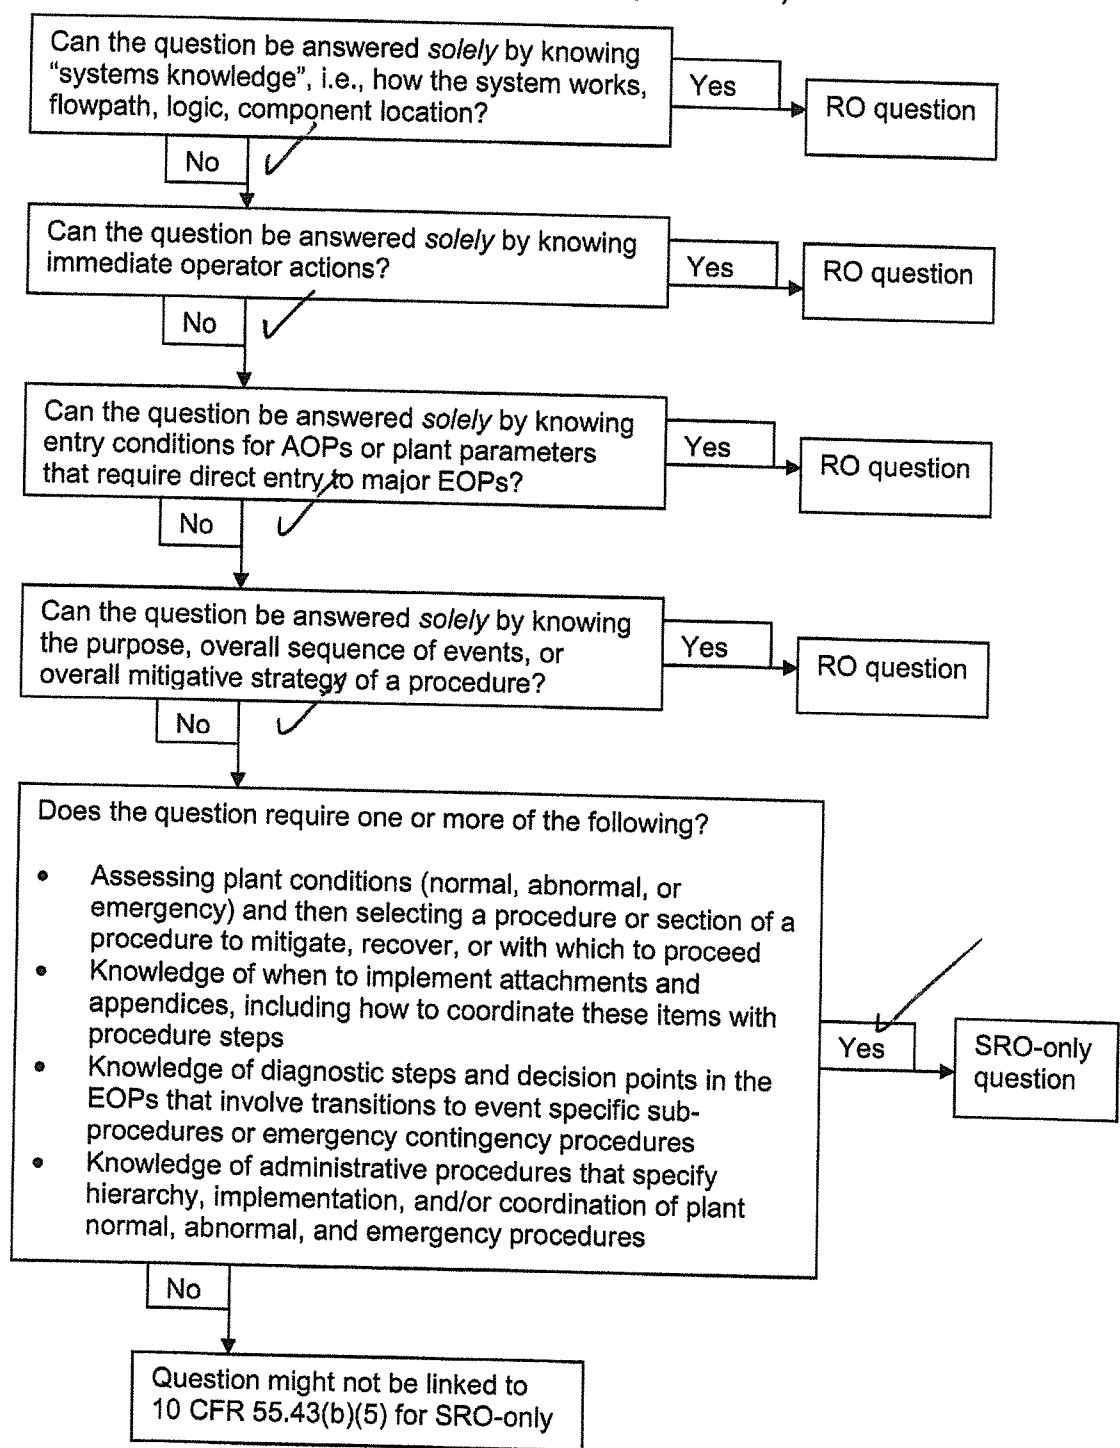 Can the question be answered solely by knowing
"systems knowledge", i.e., how the system works,
flowpath, logic, component location?
Yes
RO question
No
Can the question be answered solely by knowing
immediate operator actions?
Yes
RO question
No
Can the question be answered solely by knowing
entry conditions for AOPs or plant parameters
that require direct entry to major EOPs?
Yes
RO question
No
Can the question be answered solely by knowing
the purpose, overall sequence of events, or
overall mitigative strategy of a procedure?
Yes
RO question
No
Does the question require one or more of the following?
• Assessing plant conditions (normal, abnormal, or
emergency) and then selecting a procedure or section of a
procedure to mitigate, recover, or with which to proceed
• Knowledge of when to implement attachments and
appendices, including how to coordinate these items with
procedure steps
• Knowledge of diagnostic steps and decision points in the
EOPs that involve transitions to event specific sub-
procedures or emergency contingency procedures
• Knowledge of administrative procedures that specify
hierarchy, implementation, and/or coordination of plant
normal, abnormal, and emergency procedures
Yes
SRO-only
question
No
Question might not be linked to
10 CFR 55.43(b)(5) for SRO-only